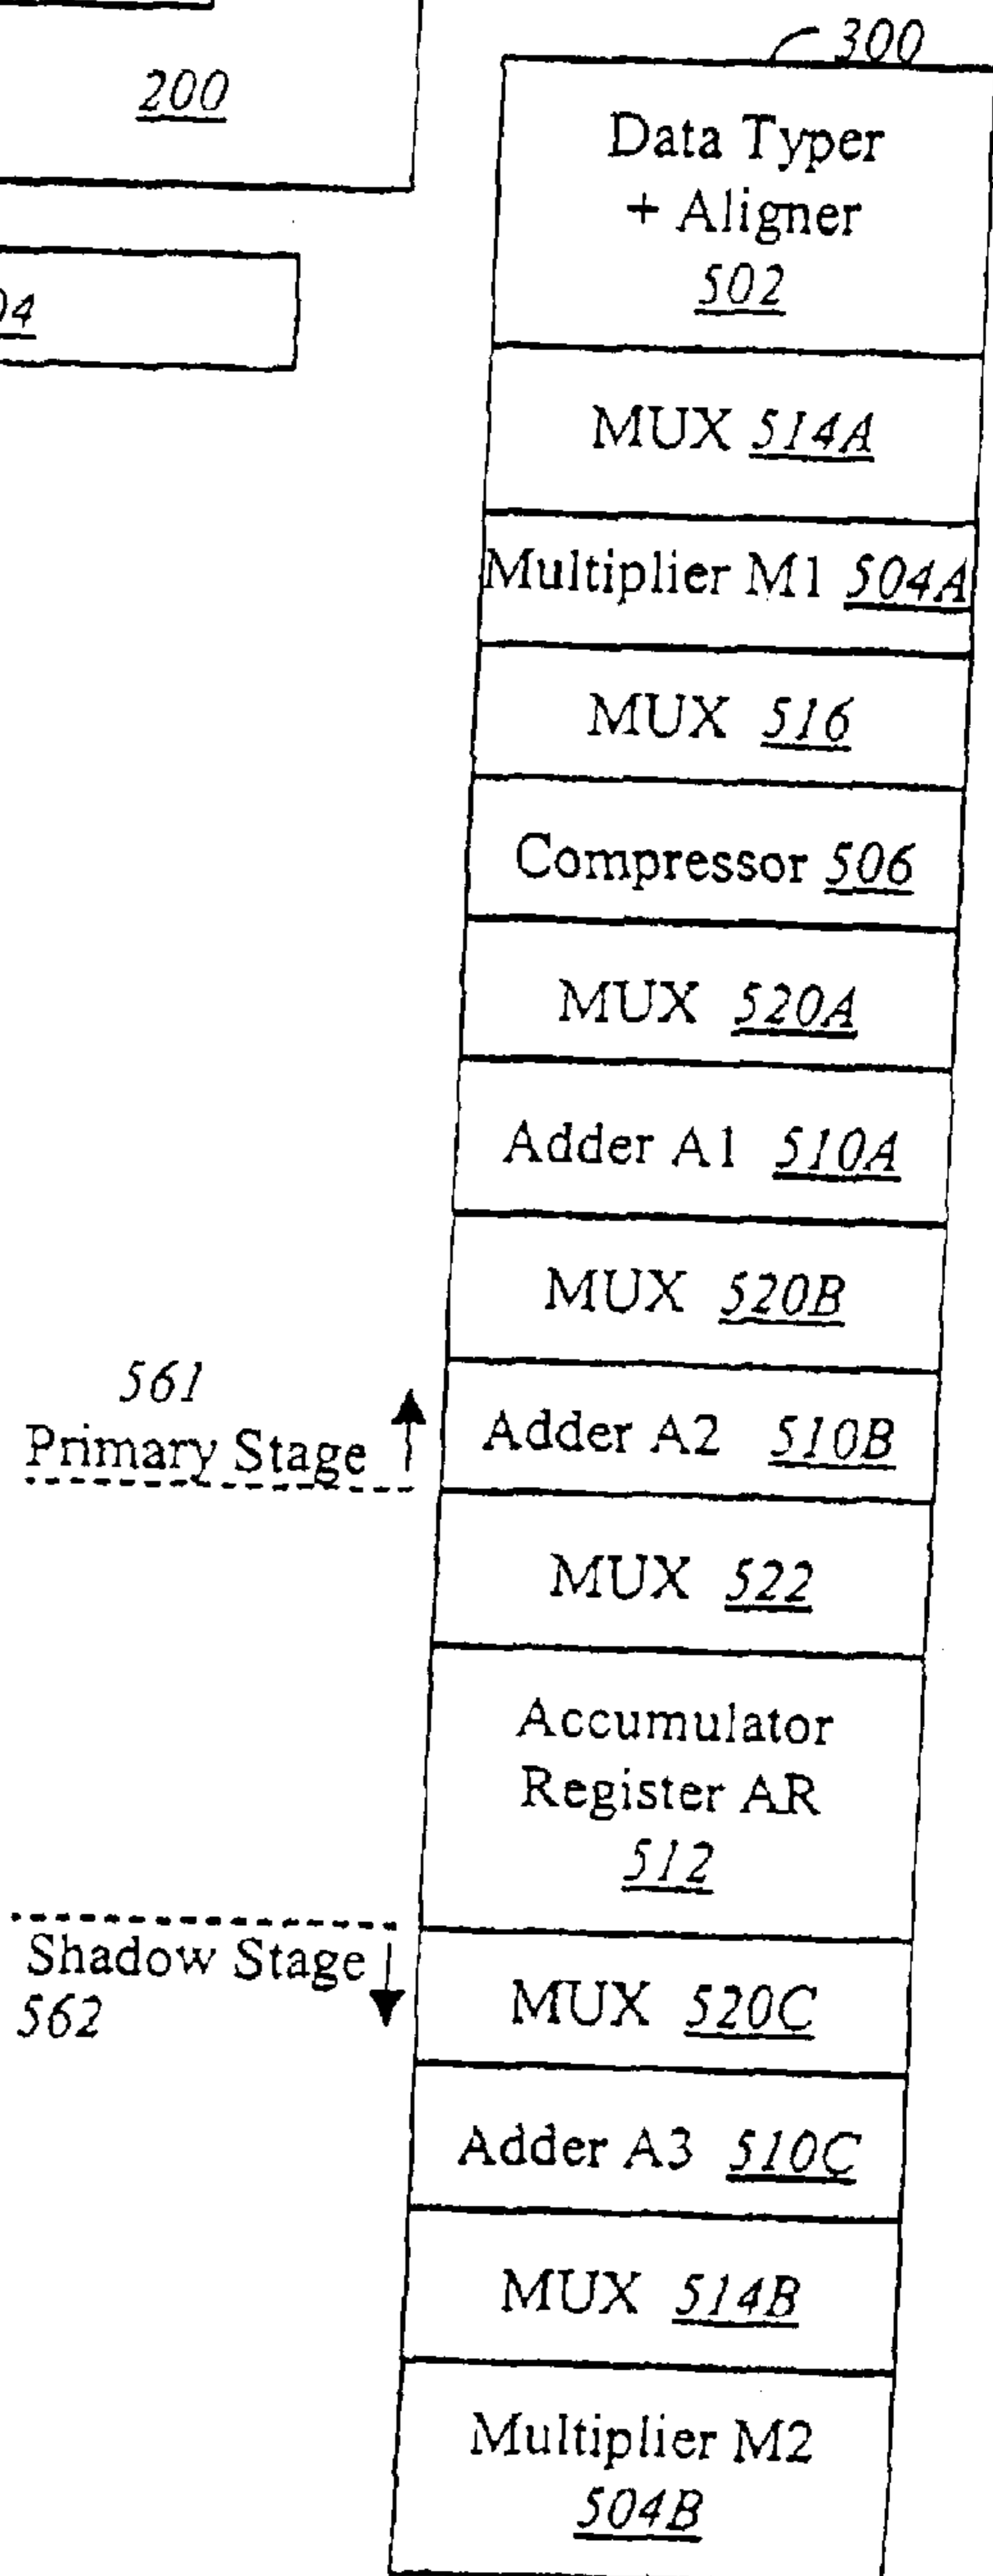 200
300
Data Typer
+ Aligner
502
MUX 514A
Multiplier M1 504A
MUX 516
Compressor 506
MUX 520A
Adder A1 510A
MUX 520B
561
Primary Stage
Adder A2 510B
MUX 522
Accumulator
Register AR
512
Shadow Stage
562
MUX 520C
Adder A3 510C
MUX 514B
Multiplier M2
504B